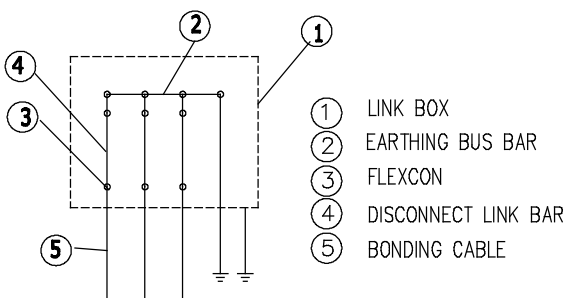 2
1
4
3
5
1 LINK BOX
2 EARTHING BUS BAR
3 FLEXCON
4 DISCONNECT LINK BAR
5 BONDING CABLE